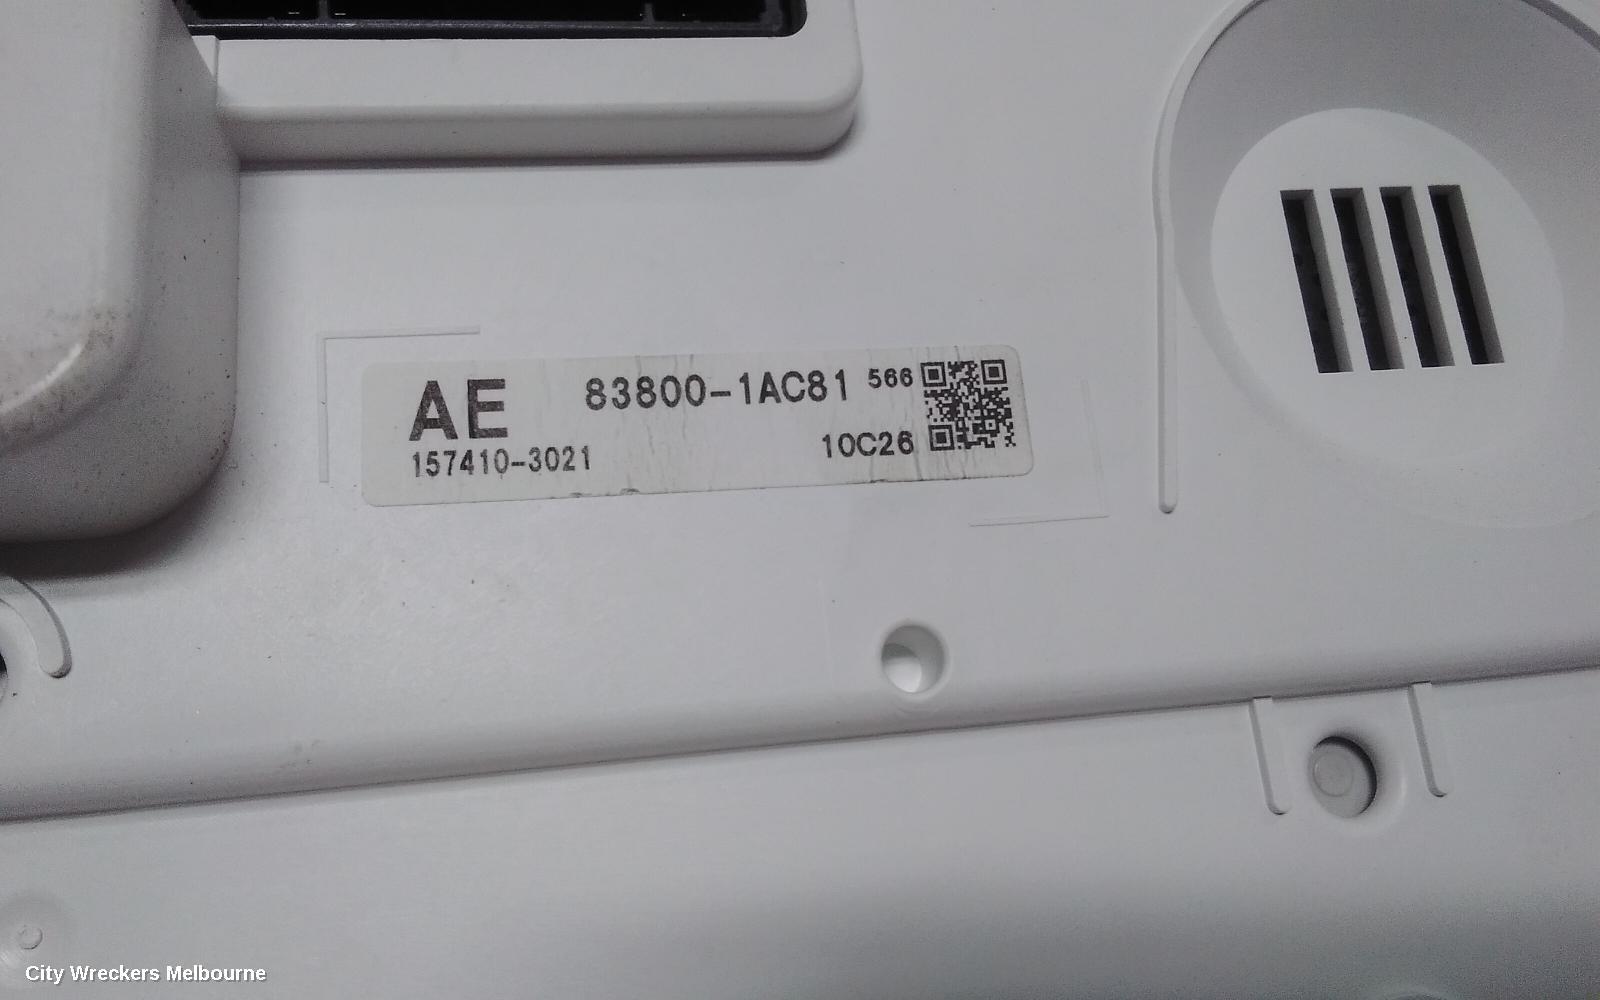 AE 83800-1AC81 566
157410-3021 10C26
City Wreckers Melbourne